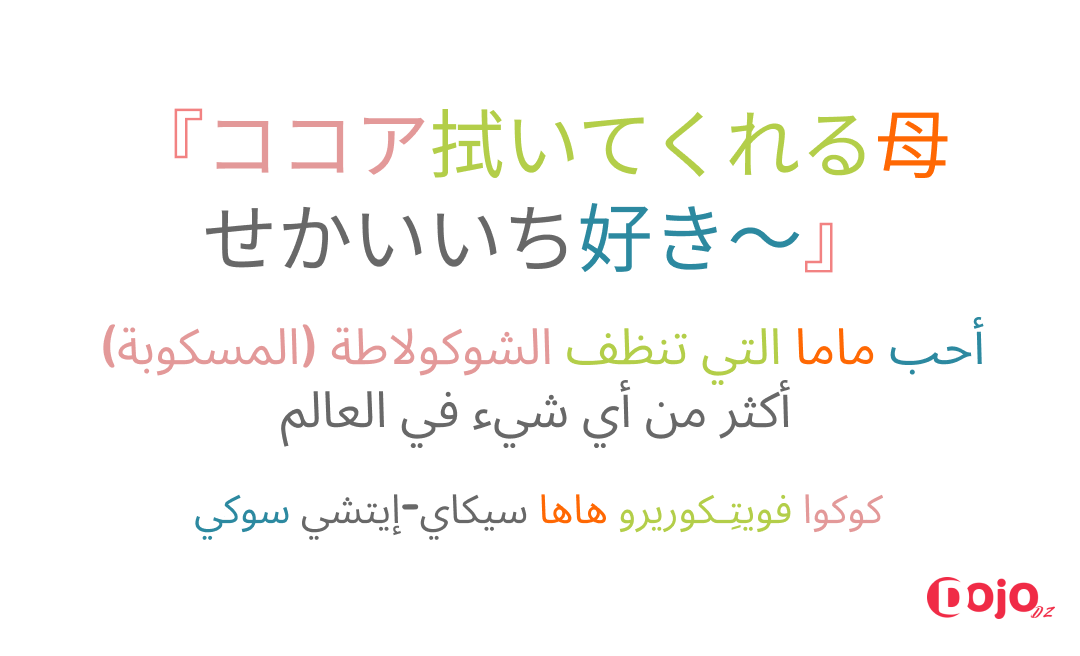 『ココア拭いてくれる母
せかいいち好き～』
أحب ماما التي تنظف الشوكولاطة (المسكوبة)
أكثر من أي شيء في العالم
كوكوا فويتِـكوريرو هاها سيكاي-إيتشي سوكي
Dojo DZ